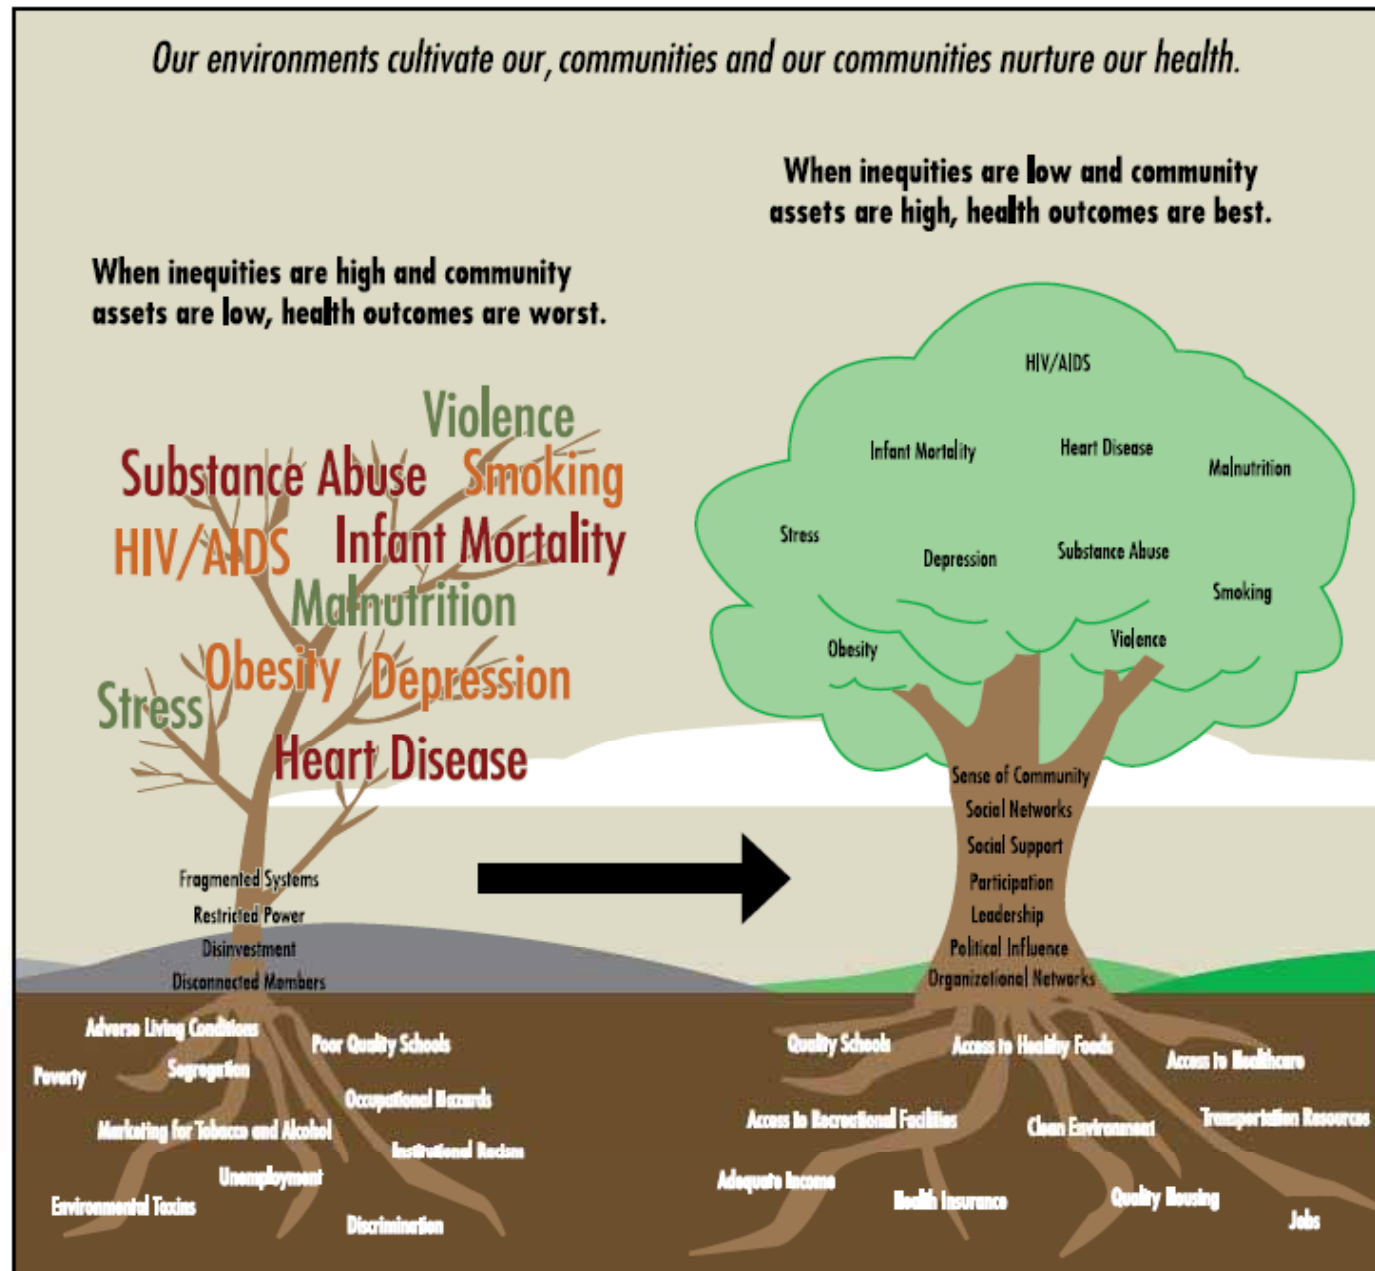 Our environments cultivate our, communities and our communities nurture our health.
When inequities are high and community
assets are low, health outcomes are worst.
Violence
Substance Abuse
Smoking
HIV/AIDS
Infant Mortality
Malnutrition
Obesity
Depression
Stress
Heart Disease
Fragmented Systems
Restricted Power
Disinvestment
Disconnected Members
Adverse Living Conditions
Poor Quality Schools
Poverty
Segregation
Occupational Hazards
Marketing for Tobacco and Alcohol
Institutional Racism
Unemployment
Environmental Toxins
Discrimination
When inequities are low and community
assets are high, health outcomes are best.
HIV/AIDS
Infant Mortality
Heart Disease
Malnutrition
Stress
Depression
Substance Abuse
Smoking
Obesity
Violence
Sense of Community
Social Networks
Social Support
Participation
Leadership
Political Influence
Organizational Networks
Quality Schools
Access to Healthy Foods
Access to Healthcare
Access to Recreational Facilities
Clean Environment
Transportation Resources
Adequate Income
Health Insurance
Quality Housing
Jobs